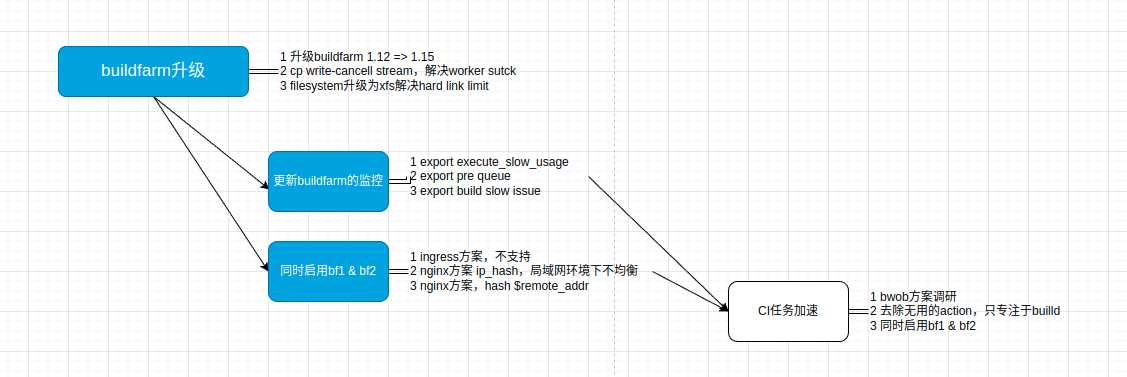 buildfarm升级
1 升级buildfarm 1.12 => 1.15
2 cp write-cancell stream，解决worker sutck
3 filesystem升级为xfs解决hard link limit
更新buildfarm的监控
1 export execute_slow_usage
2 export pre queue
3 export build slow issue
同时启用bf1 & bf2
1 ingress方案，不支持
2 nginx方案 ip_hash，局域网环境下不均衡
3 nginx方案，hash $remote_addr
CI任务加速
1 bwob方案调研
2 去除无用的action，只专注于builld
3 同时启用bf1 & bf2